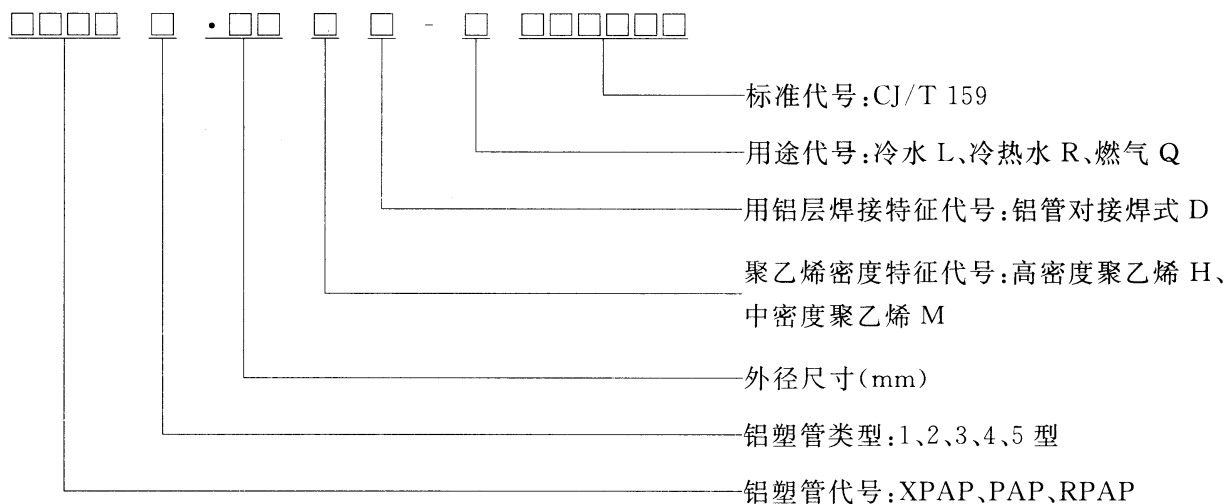 □□□□ □ ·□□ □ □ - □ □□□□□□
标准代号:CJ/T 159
用途代号:冷水 L、冷热水 R、燃气 Q
用铝层焊接特征代号:铝管对接焊式 D
聚乙烯密度特征代号:高密度聚乙烯 H、
中密度聚乙烯 M
外径尺寸(mm)
铝塑管类型:1、2、3、4、5 型
铝塑管代号:XPAP、PAP、RPAP